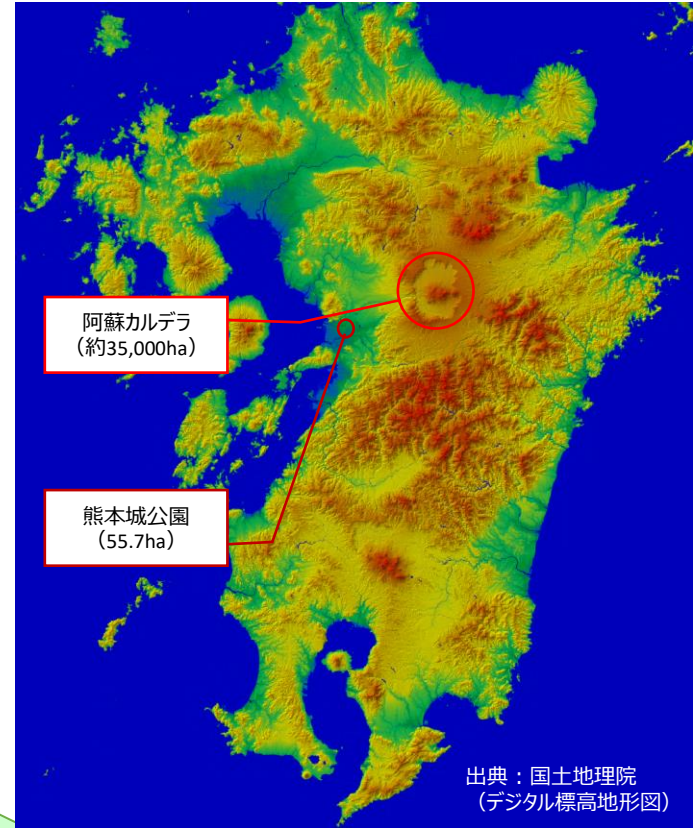 阿蘇カルデラ
（約35,000ha）
熊本城公園
（55.7ha）
出典：国土地理院
（デジタル標高地形図）